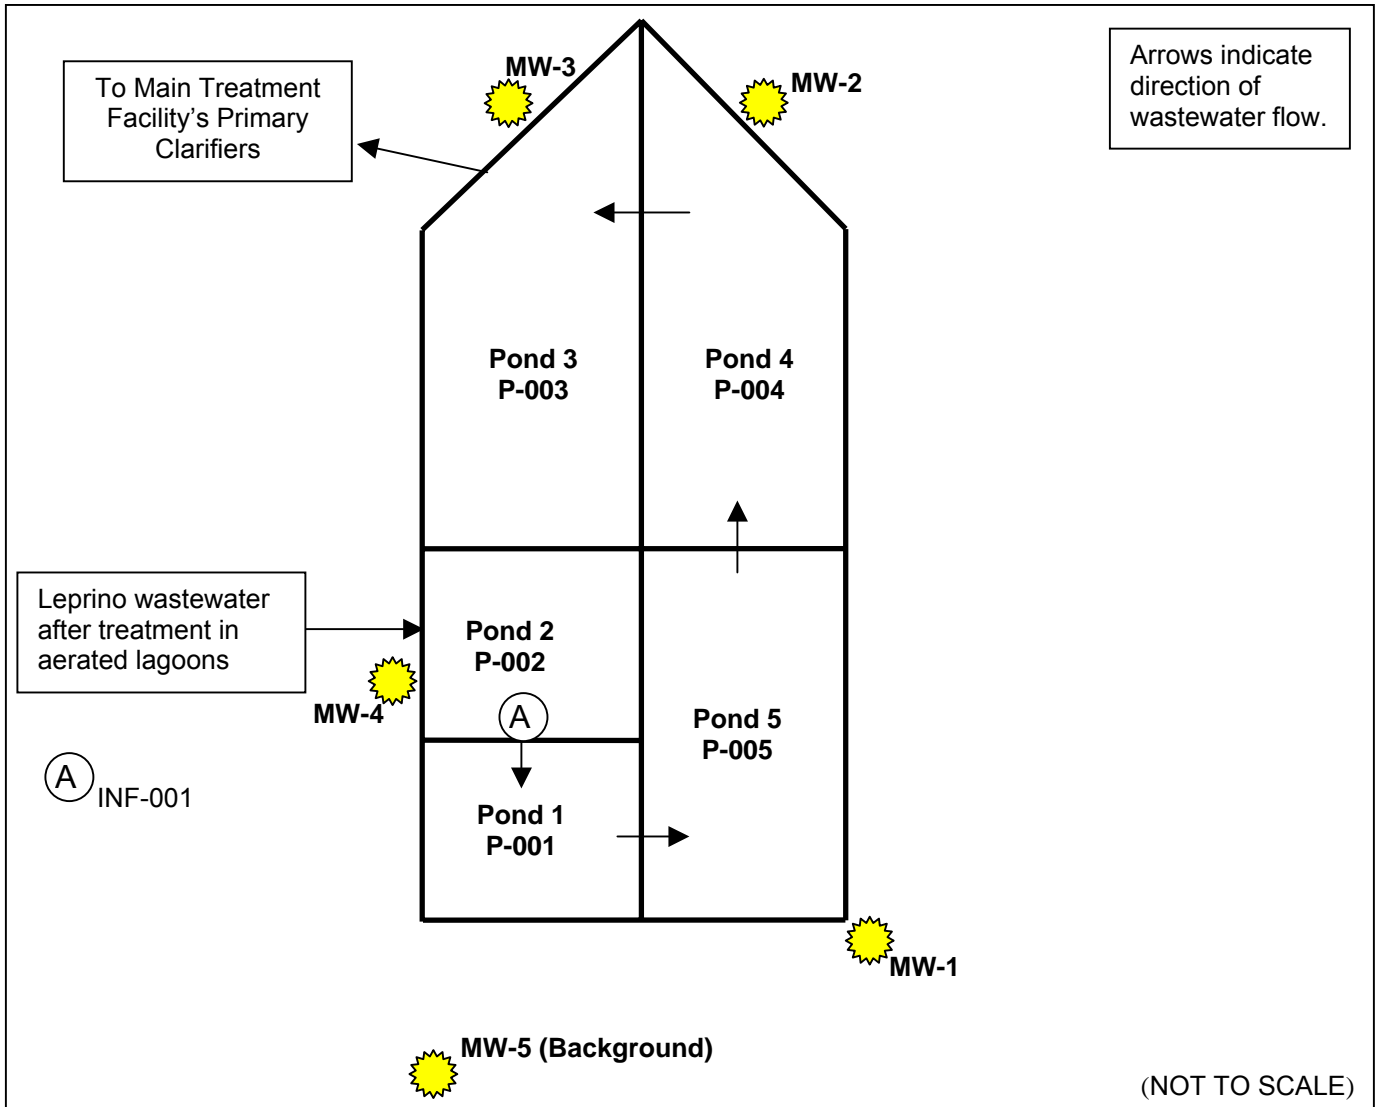 To Main Treatment
Facility's Primary
Clarifiers
MW-3
MW-2
Arrows indicate
direction of
wastewater flow.
Pond 3
P-003
Pond 4
P-004
Leprino wastewater
after treatment in
aerated lagoons
Pond 2
P-002
MW-4
A
Pond 5
P-005
A
INF-001
Pond 1
P-001
MW-1
MW-5 (Background)
(NOT TO SCALE)